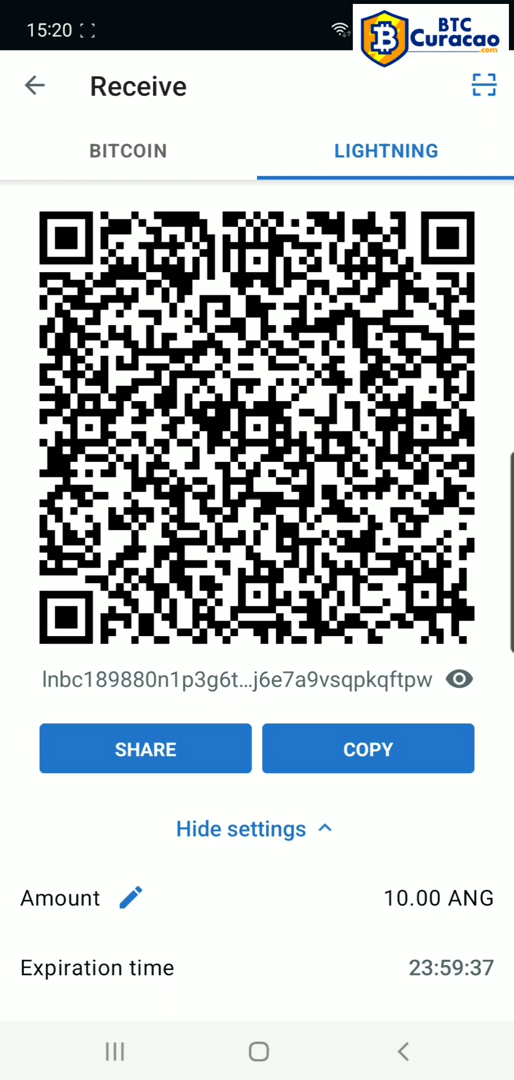 15:20
BTC
Curacao
.com
Receive
BITCOIN
LIGHTNING
lnbc189880n1p3g6t...j6e7a9vsqpkqftpw
SHARE
COPY
Hide settings
Amount
10.00 ANG
Expiration time
23:59:37